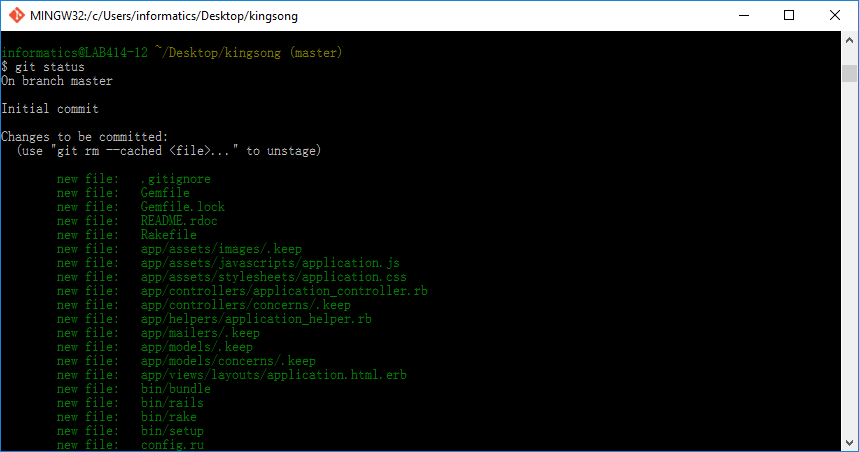 MINGW32:/c/Users/informatics/Desktop/kingsong
informatics@LAB414-12 ~/Desktop/kingsong (master)
$ git status
On branch master
Initial commit
Changes to be committed:
  (use "git rm --cached <file>..." to unstage)
        new file:   .gitignore
        new file:   Gemfile
        new file:   Gemfile.lock
        new file:   README.rdoc
        new file:   Rakefile
        new file:   app/assets/images/.keep
        new file:   app/assets/javascripts/application.js
        new file:   app/assets/stylesheets/application.css
        new file:   app/controllers/application_controller.rb
        new file:   app/controllers/concerns/.keep
        new file:   app/helpers/application_helper.rb
        new file:   app/mailers/.keep
        new file:   app/models/.keep
        new file:   app/models/concerns/.keep
        new file:   app/views/layouts/application.html.erb
        new file:   bin/bundle
        new file:   bin/rails
        new file:   bin/rake
        new file:   bin/setup
        new file:   config.ru